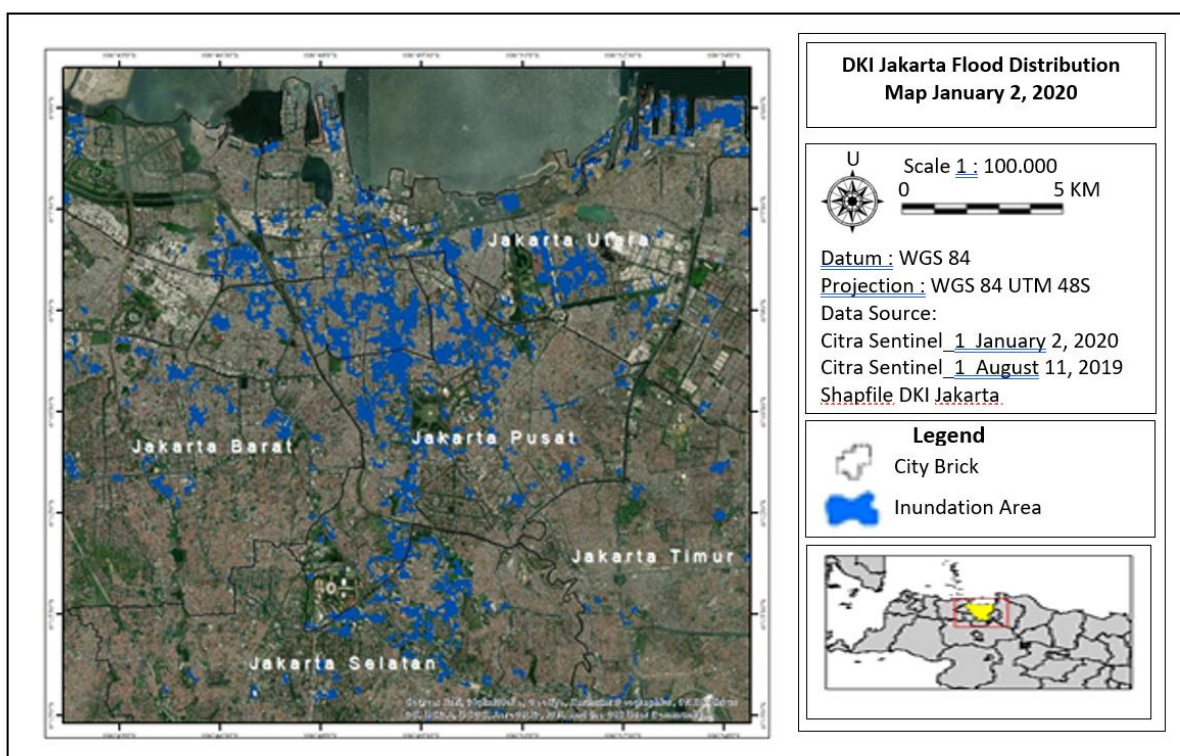 DKI Jakarta Flood Distribution
Map January 2, 2020
U
Scale 1 : 100.000
0 5 KM
Datum : WGS 84
Projection : WGS 84 UTM 48S
Data Source:
Citra Sentinel_1 January 2, 2020
Citra Sentinel_1 August 11, 2019
Shapfile DKI Jakarta
Legend
City Brick
Inundation Area
Jakarta Utara
Jakarta Barat
Jakarta Pusat
Jakarta Timur
Jakarta Selatan